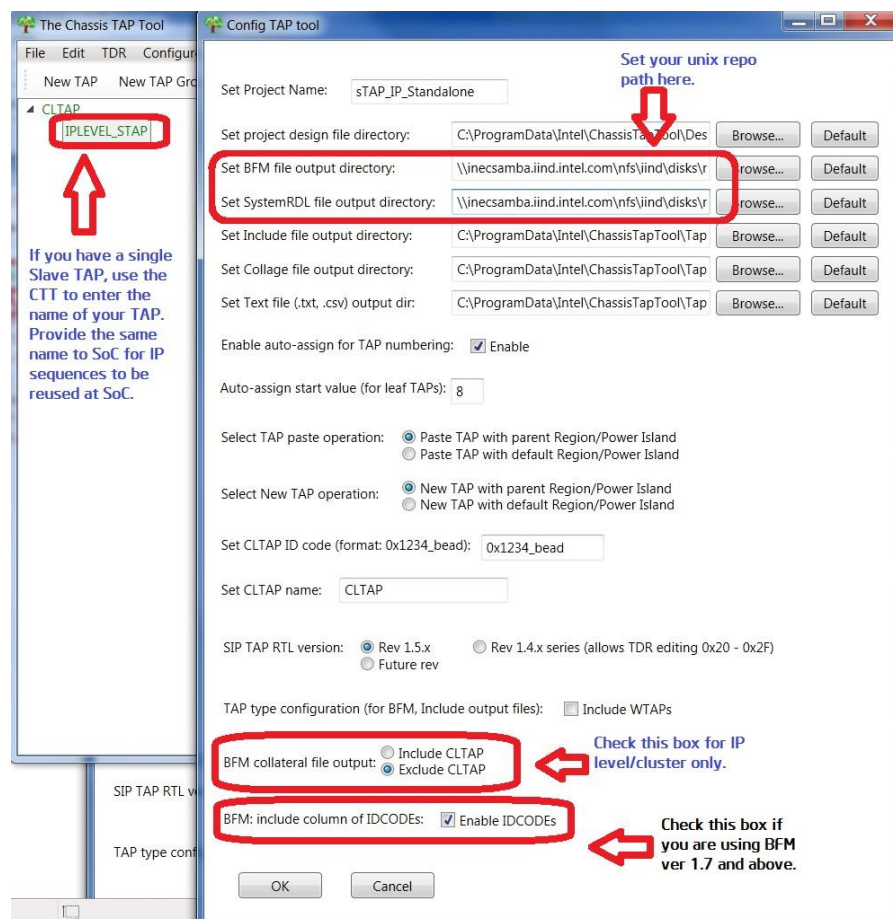 The Chassis TAP Tool
File Edit TDR
New TAP New TAP
CLTAP
IPLEVEL_STAP
If you have a single
Slave TAP, use the
CTT to enter the
name of your TAP.
Provide the same
name to SoC for IP
sequences to be
reused at SoC.
SIP TAP RTL
TAP type
Config TAP tool
Set your unix repo
path here.
Set Project Name: sTAP_IP_Standalone
Set project design file directory: C:\ProgramData\Intel\ChassisTapTool\Des Browse... Default
Set BFM file output directory: \\inecsamba.iind.intel.com\nfs\iind\disks\r Browse... Default
Set SystemRDL file output directory: \\inecsamba.iind.intel.com\nfs\iind\disks\r Browse... Default
Set Include file output directory: C:\ProgramData\Intel\ChassisTapTool\Tap Browse... Default
Set Collage file output directory: C:\ProgramData\Intel\ChassisTapTool\Tap Browse... Default
Set Text file (.txt, .csv) output dir: C:\ProgramData\Intel\ChassisTapTool\Tap Browse... Default
Enable auto-assign for TAP numbering: Enable
Auto-assign start value (for leaf TAPs): 8
Select TAP paste operation: Paste TAP with parent Region/Power Island
Paste TAP with default Region/Power Island
Select New TAP operation: New TAP with parent Region/Power Island
New TAP with default Region/Power Island
Set CLTAP ID code (format: 0x1234_bead): 0x1234_bead
Set CLTAP name: CLTAP
SIP TAP RTL version: Rev 1.5.x Rev 1.4.x series (allows TDR editing 0x20 - 0x2F)
Future rev
TAP type configuration (for BFM, Include output files): Include WTAPs
BFM collateral file output: Include CLTAP
Exclude CLTAP
Check this box for IP
level/cluster only.
BFM: include column of IDCODEs: Enable IDCODEs
Check this box if
you are using BFM
ver 1.7 and above.
OK Cancel